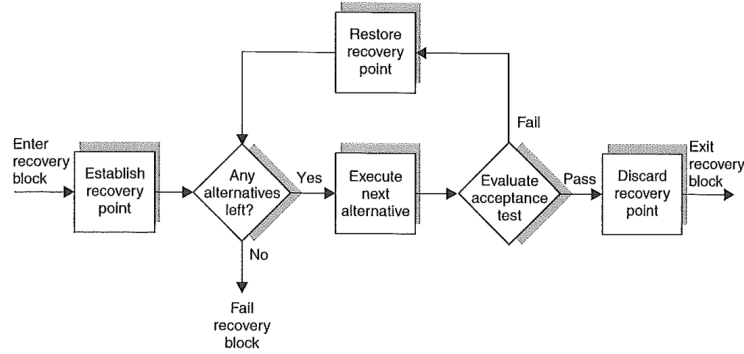 Restore
recovery
point
Fail
Enter
recovery
block
Establish
recovery
point
Any
alternatives
left?
Yes
Execute
next
alternative
Evaluate
acceptance
test
Pass
Discard
recovery
point
Exit
recovery
block
No
Fail
recovery
block